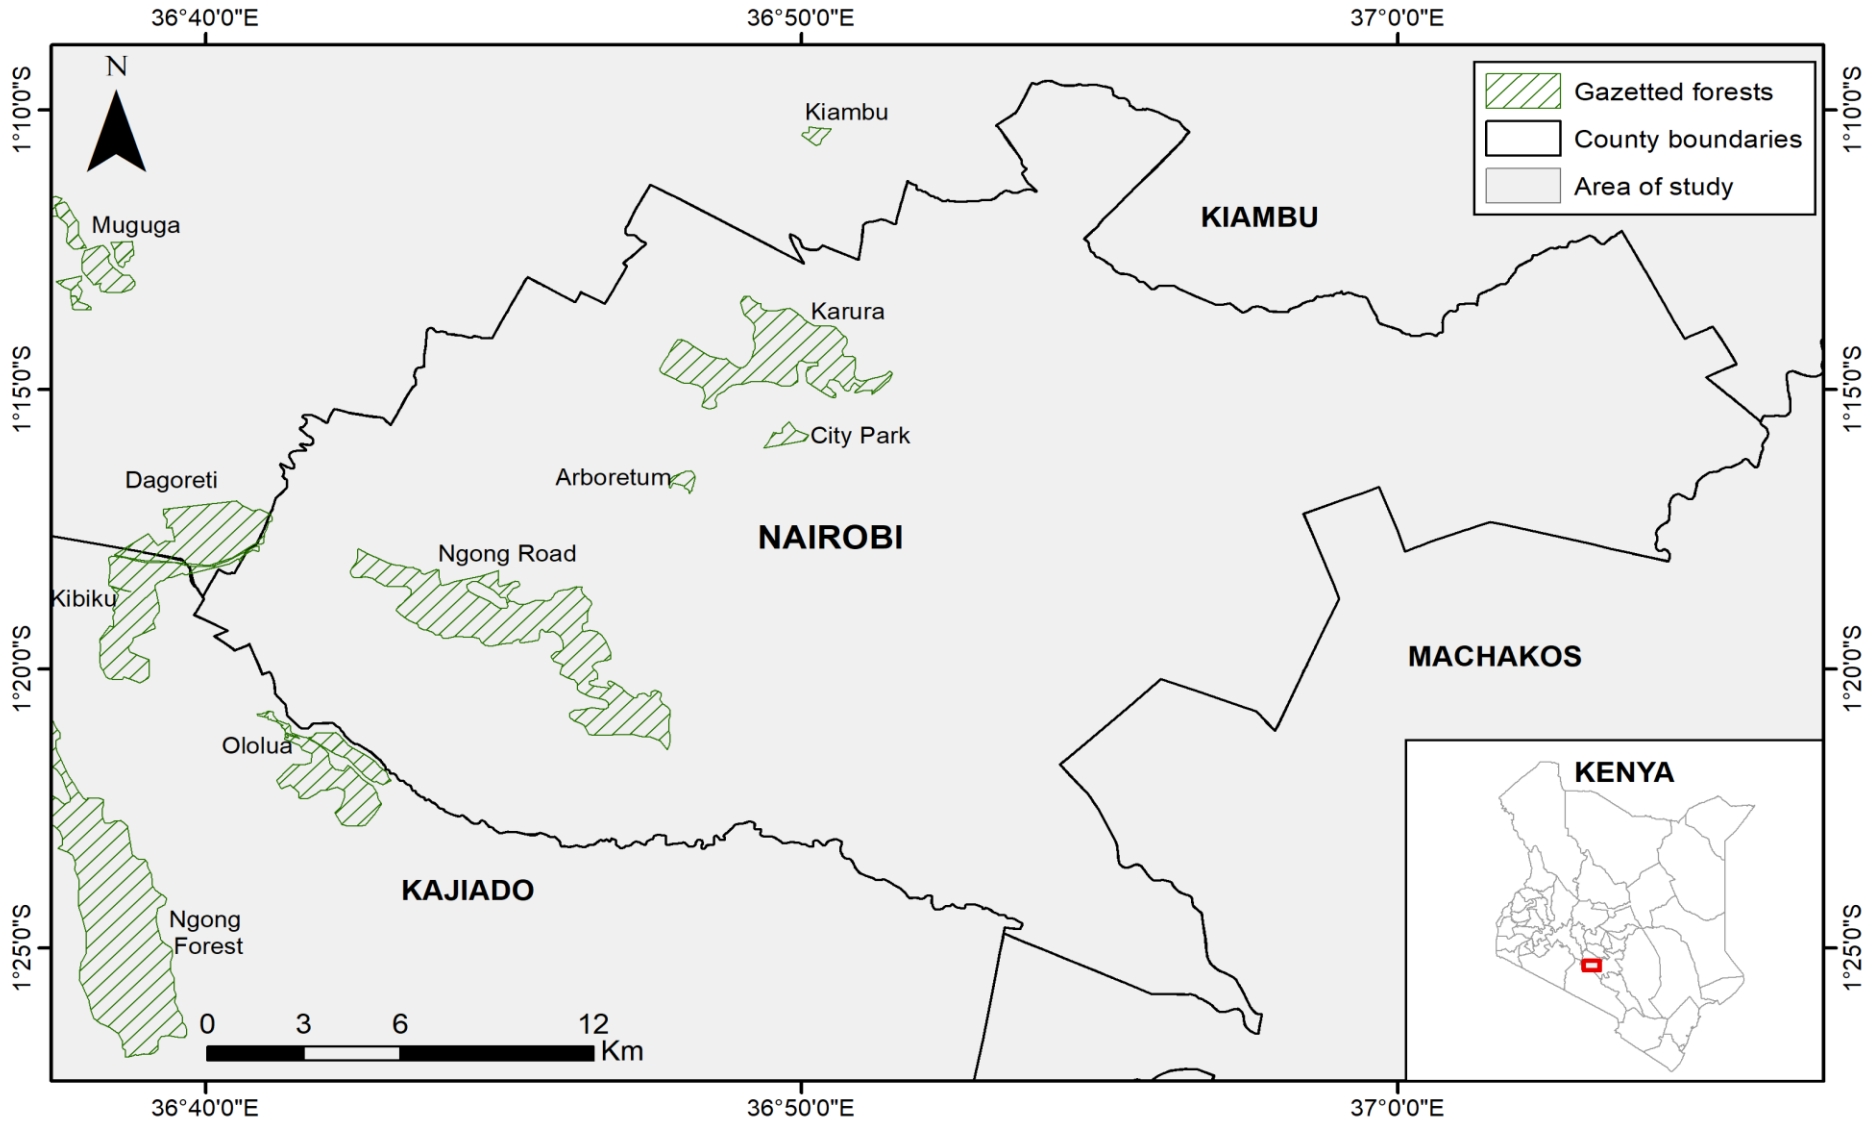 36°40'0"E
36°50'0"E
37°0'0"E
N
1°10'0"S
1°10'0"S
Gazetted forests
County boundaries
Area of study
Kiambu
Muguga
KIAMBU
Karura
1°15'0"S
1°15'0"S
City Park
Arboretum
Dagoreti
NAIROBI
Ngong Road
Kibiku
MACHAKOS
1°20'0"S
1°20'0"S
Ololua
KENYA
KAJIADO
Ngong
Forest
1°25'0"S
1°25'0"S
0 3 6 12
Km
36°40'0"E
36°50'0"E
37°0'0"E